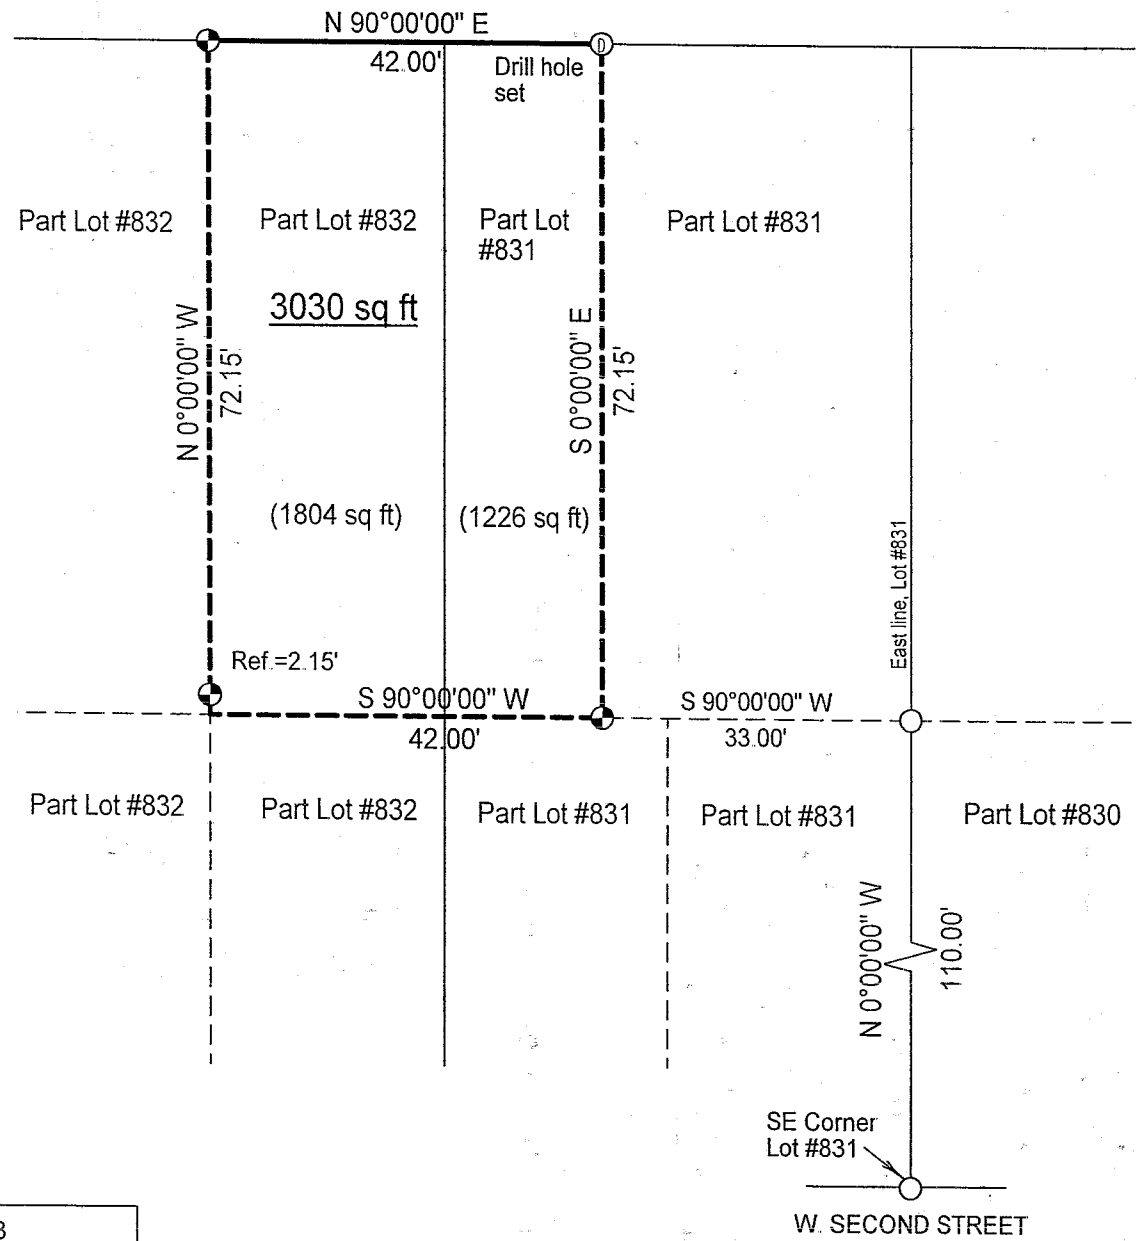 N 90°00'00" E
42.00'
D
Drill hole
set
Part Lot #832
Part Lot #832
Part Lot
#831
Part Lot #831
3030 sq ft
N 0°00'00" W
72.15'
S 0°00'00" E
72.15'
(1804 sq ft)
(1226 sq ft)
East line, Lot #831
Ref.=2.15'
S 90°00'00" W
42.00'
S 90°00'00" W
33.00'
Part Lot #832
Part Lot #832
Part Lot #831
Part Lot #831
Part Lot #830
N 0°00'00" W
110.00'
SE Corner
Lot #831
W. SECOND STREET